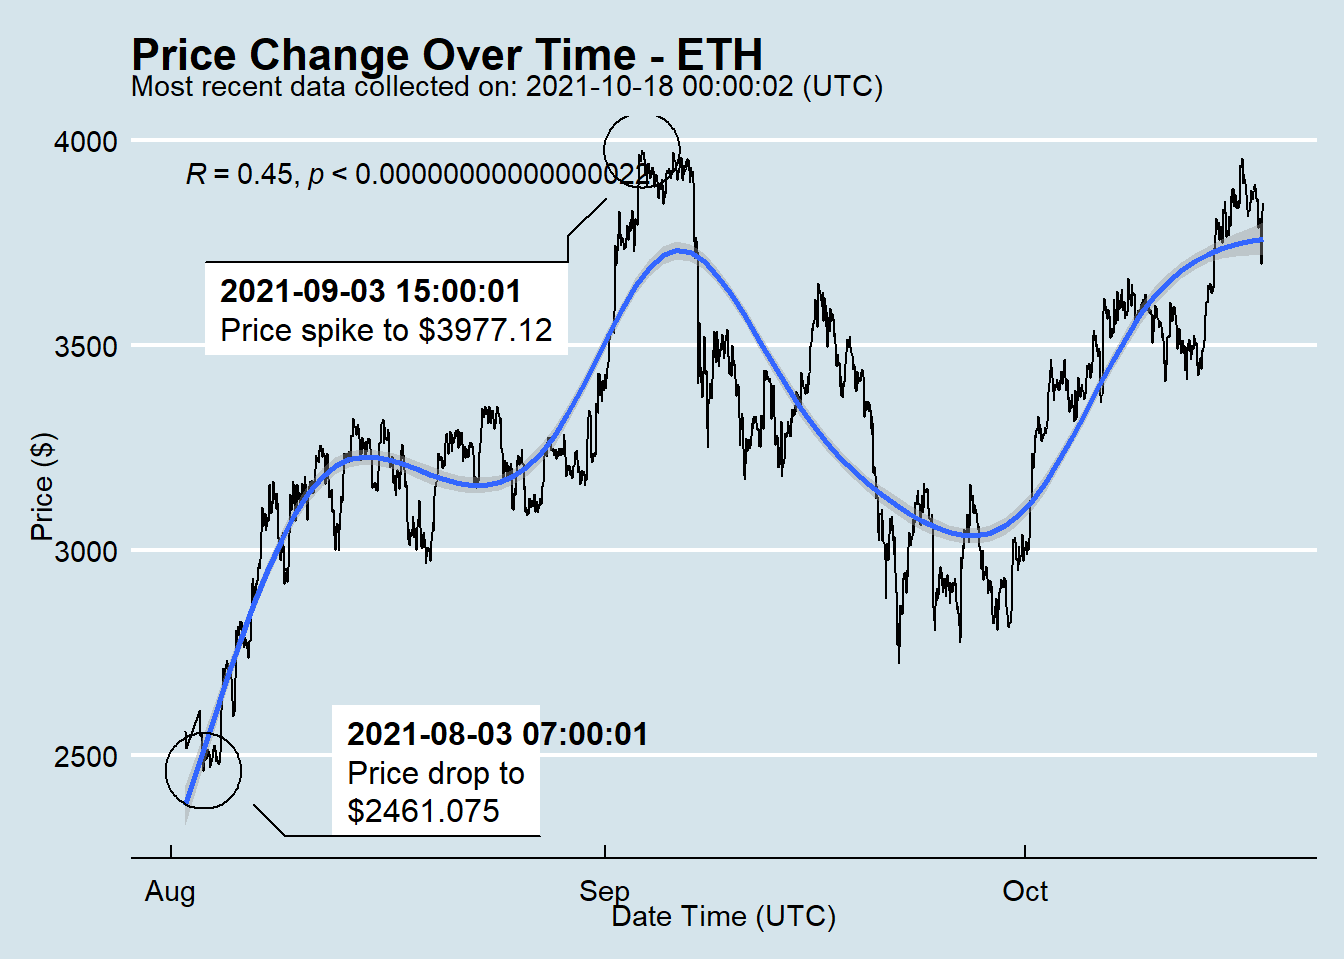 Price Change Over Time - ETH
Most recent data collected on: 2021-10-18 00:00:02 (UTC)
4000
R = 0.45, p < 0.00000000000000022
2021-09-03 15:00:01
Price spike to $3977.12
3500
Price ($)
3000
2021-08-03 07:00:01
2500
Price drop to
$2461.075
Aug
Sep
Oct
Date Time (UTC)